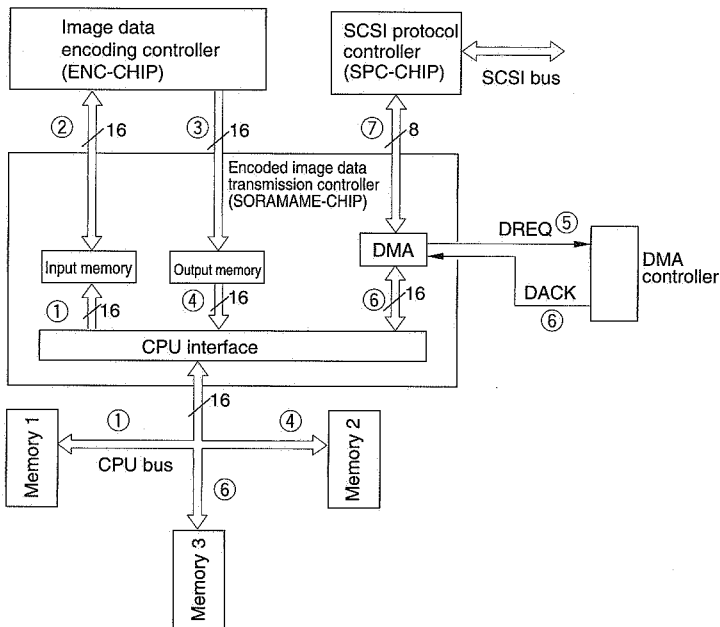 Image data
encoding controller
(ENC-CHIP)
SCSI protocol
controller
(SPC-CHIP)
SCSI bus
②
16
③
16
⑦
8
Encoded image data
transmission controller
(SORAMAME-CHIP)
DREQ ⑤
DMA
controller
DACK
⑥
Input memory
Output memory
DMA
①
16
④
16
⑥
16
CPU interface
16
①
④
CPU bus
⑥
Memory 1
Memory 2
Memory 3